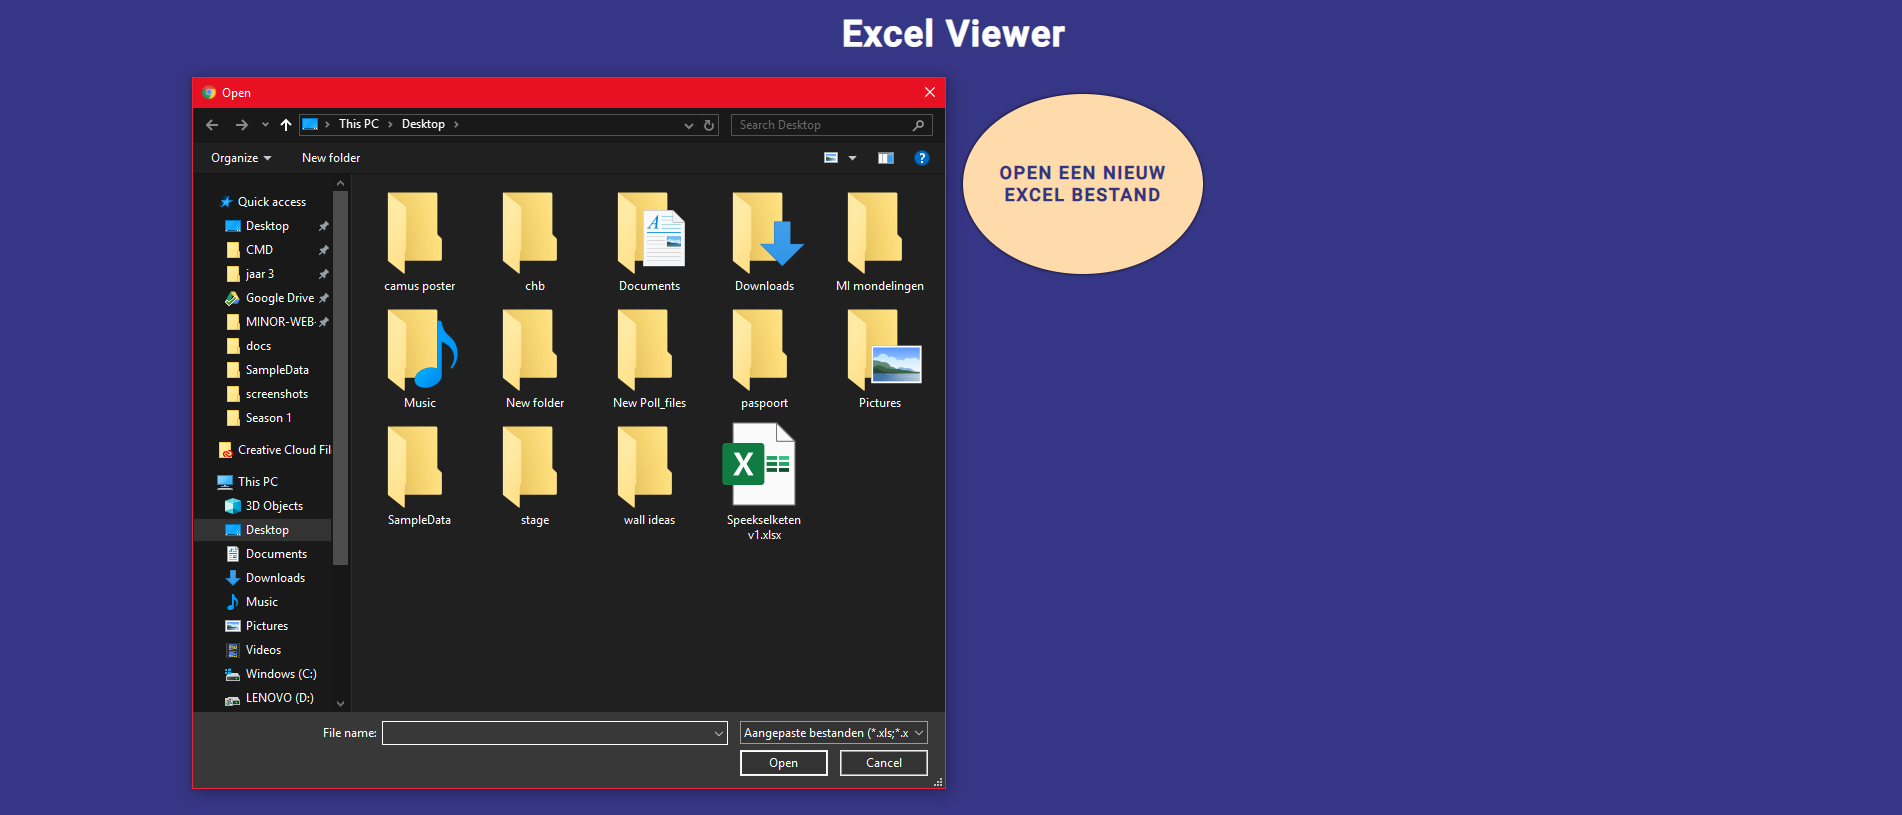 Excel Viewer
Open
This PC
Desktop
Search Desktop
Organize
New folder
?
Quick access
Desktop
CMD
jaar 3
Google Drive
MINOR-WEB-
docs
SampleData
screenshots
Season 1
Creative Cloud Fil
This PC
3D Objects
Desktop
Documents
Downloads
Music
Pictures
Videos
Windows (C:)
LENOVO (D:)
camus poster
chb
A
Documents
Downloads
MI mondelingen
Music
New folder
New Poll_files
paspoort
Pictures
SampleData
stage
wall ideas
X
Speekselketen
v1.xlsx
File name:
Aangepaste bestanden (*.xls;*.x
Open
Cancel
OPEN EEN NIEUW
EXCEL BESTAND